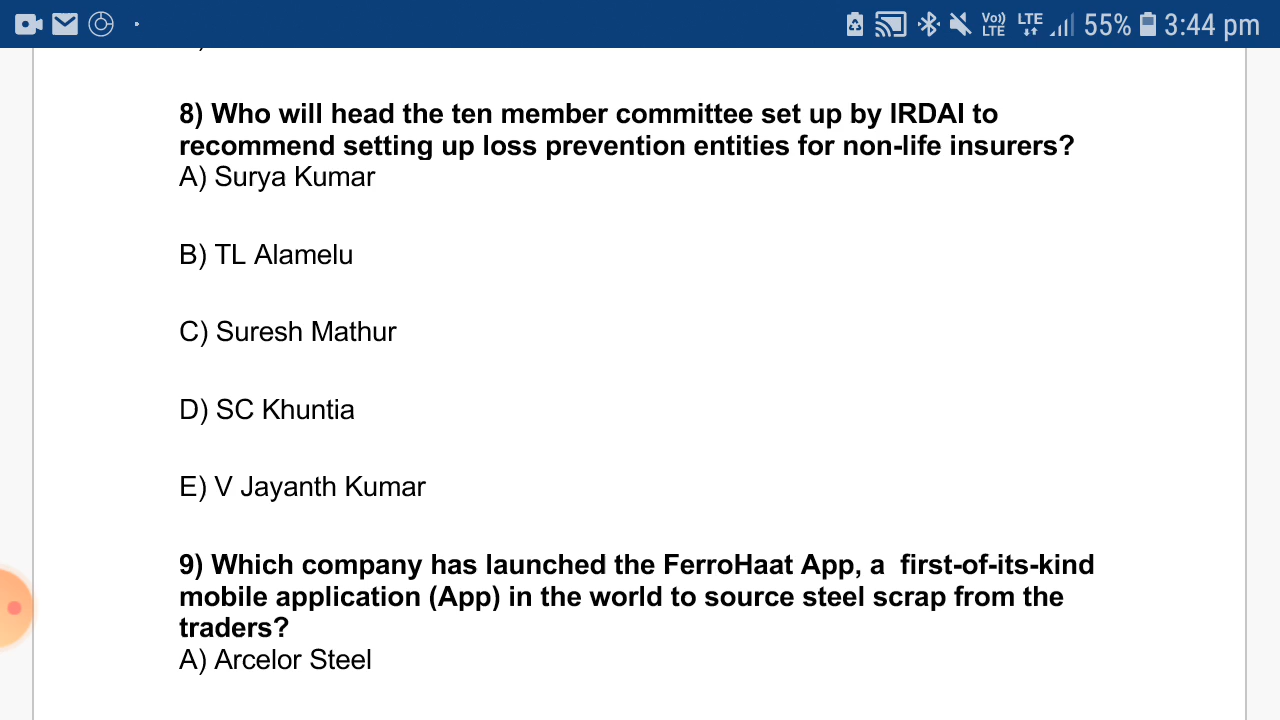 Vo)) LTE LTE 55% 3:44 pm
8) Who will head the ten member committee set up by IRDAI to
recommend setting up loss prevention entities for non-life insurers?
A) Surya Kumar
B) TL Alamelu
C) Suresh Mathur
D) SC Khuntia
E) V Jayanth Kumar
9) Which company has launched the FerroHaat App, a  first-of-its-kind
mobile application (App) in the world to source steel scrap from the
traders?
A) Arcelor Steel